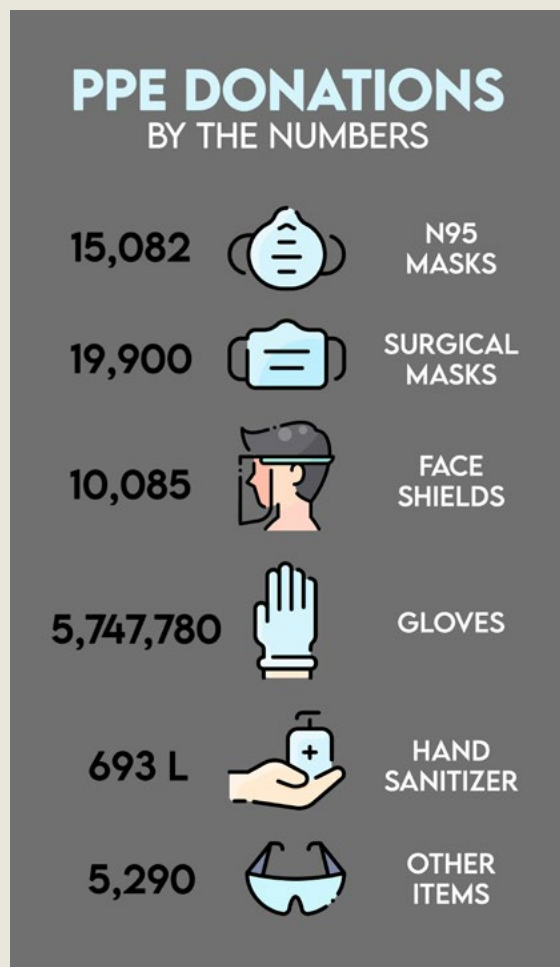 PPE DONATIONS
BY THE NUMBERS
15,082
N95
MASKS
19,900
SURGICAL
MASKS
10,085
FACE
SHIELDS
5,747,780
GLOVES
693 L
HAND
SANITIZER
5,290
OTHER
ITEMS